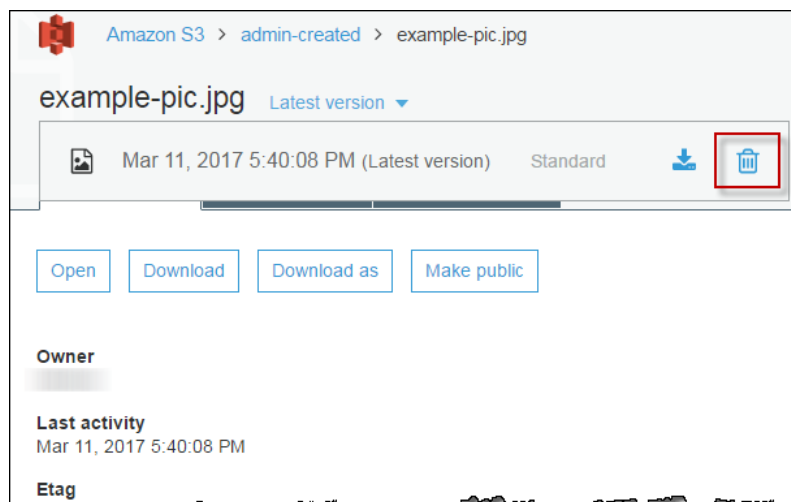 Amazon S3 > admin-created > example-pic.jpg
example-pic.jpg Latest version
Mar 11, 2017 5:40:08 PM (Latest version) Standard
Open Download Download as Make public
Owner
Last activity
Mar 11, 2017 5:40:08 PM
Etag